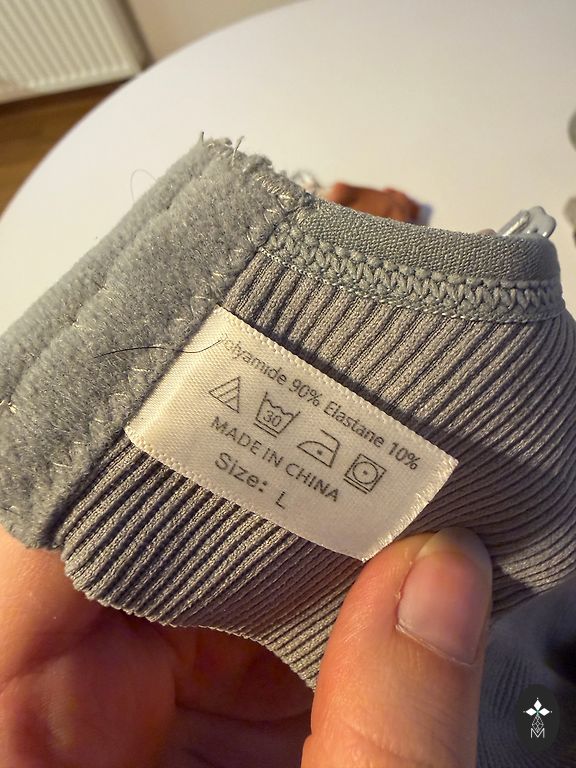 Polyamide 90% Elastane 10%
30
MADE IN CHINA
Size: L
M